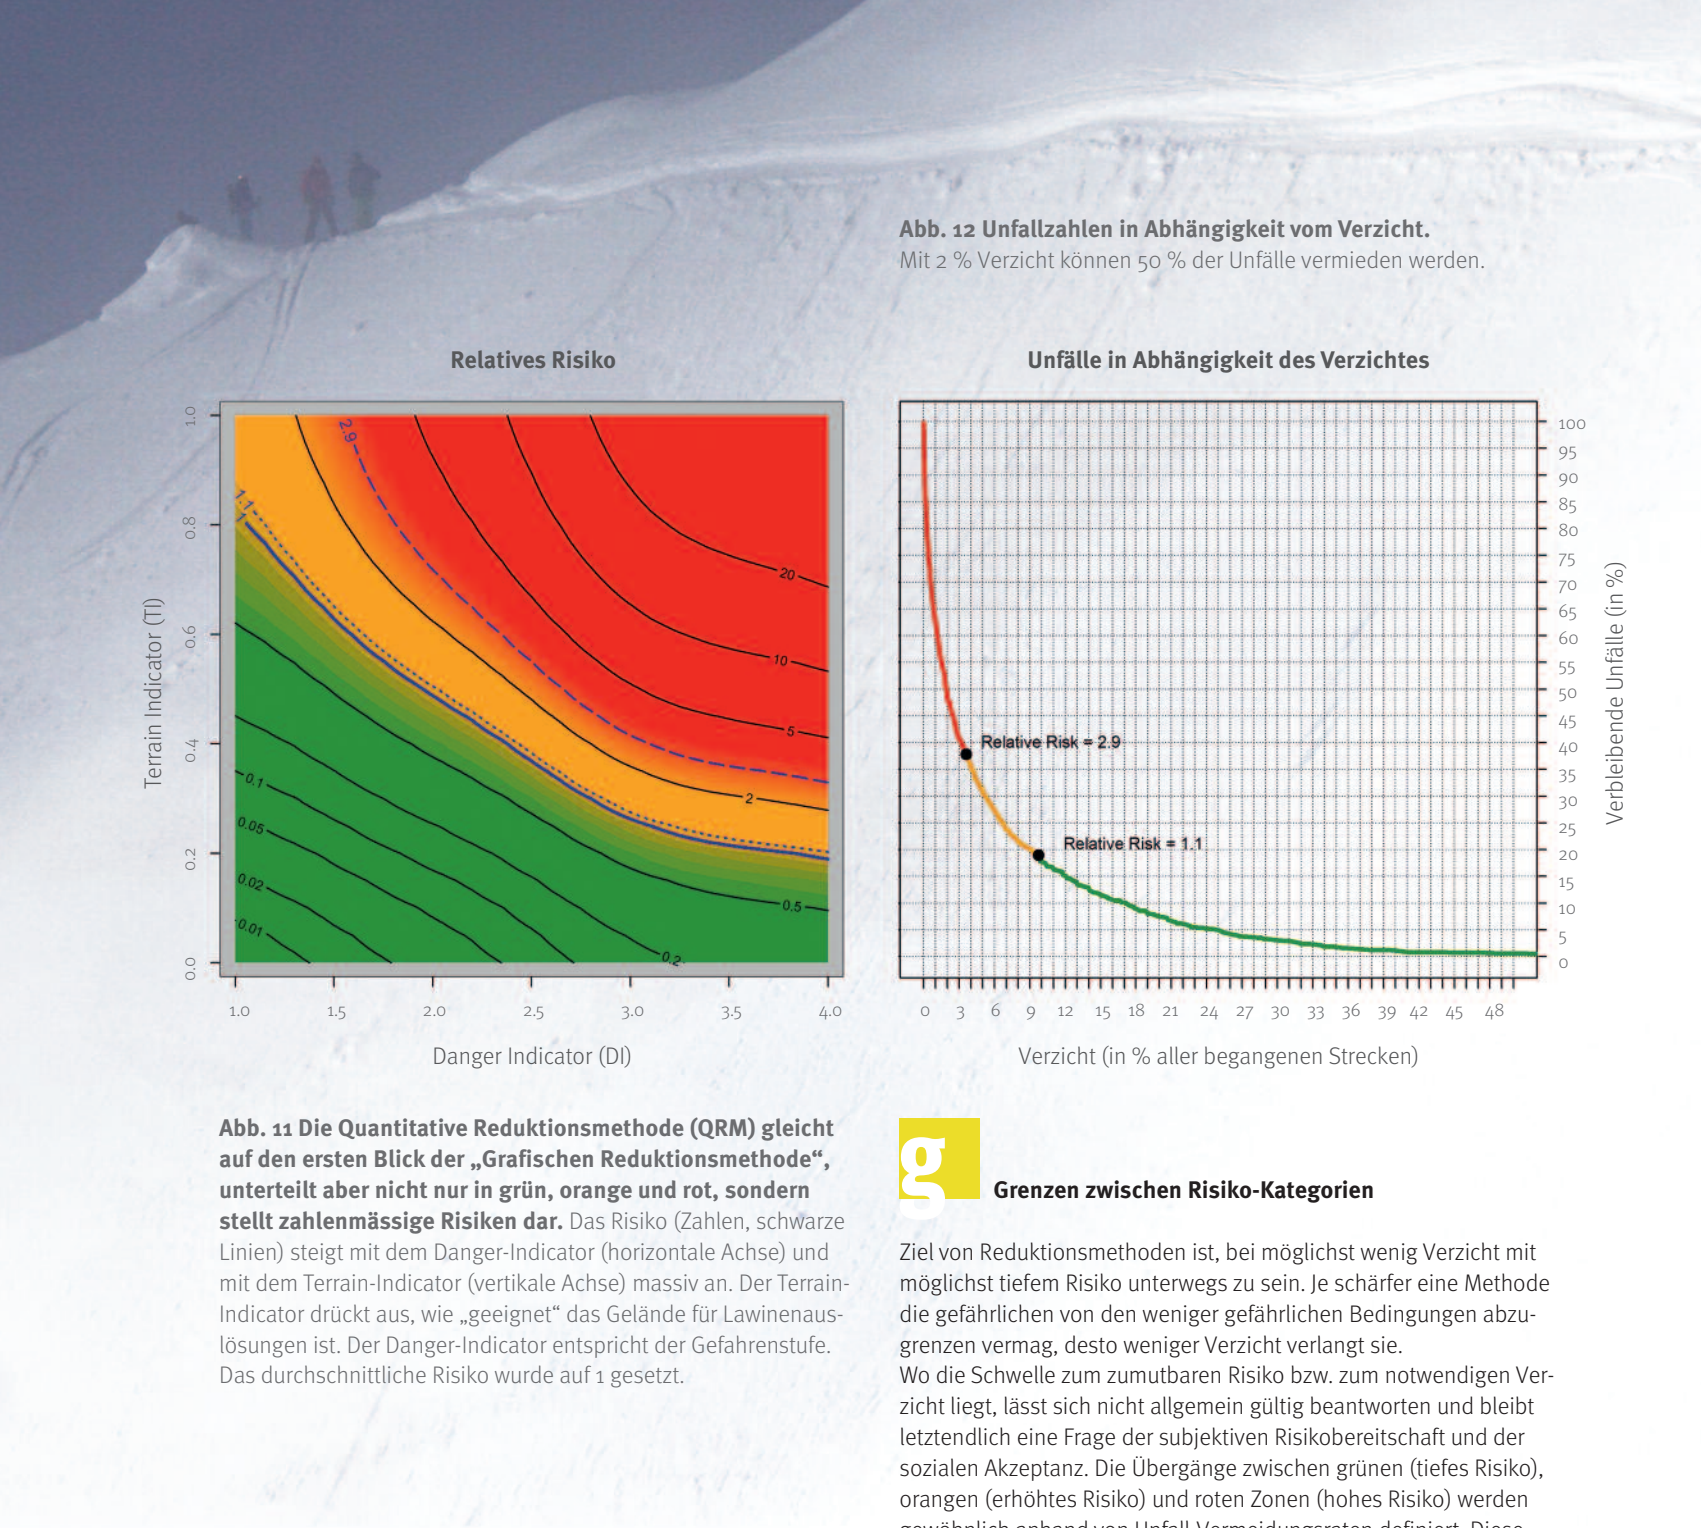 Abb. 12 Unfallzahlen in Abhängigkeit vom Verzicht.
Mit 2 % Verzicht können 50 % der Unfälle vermieden werden.
Relatives Risiko
1.0
0.8
0.6
0.4
0.2
0.0
Terrain Indicator (TI)
2.9
1.1
1
20
10
5
2
0.5
0.2
0.1
0.05
0.02
0.01
1.0 1.5 2.0 2.5 3.0 3.5 4.0
Danger Indicator (DI)
Unfälle in Abhängigkeit des Verzichtes
Relative Risk = 2.9
Relative Risk = 1.1
100
95
90
85
80
75
70
65
60
55
50
45
40
35
30
25
20
15
10
5
0
Verbleibende Unfälle (in %)
0 3 6 9 12 15 18 21 24 27 30 33 36 39 42 45 48
Verzicht (in % aller begangenen Strecken)
Abb. 11 Die Quantitative Reduktionsmethode (QRM) gleicht
auf den ersten Blick der „Grafischen Reduktionsmethode“,
unterteilt aber nicht nur in grün, orange und rot, sondern
stellt zahlenmässige Risiken dar. Das Risiko (Zahlen, schwarze
Linien) steigt mit dem Danger-Indicator (horizontale Achse) und
mit dem Terrain-Indicator (vertikale Achse) massiv an. Der Terrain-
Indicator drückt aus, wie „geeignet“ das Gelände für Lawinenaus-
lösungen ist. Der Danger-Indicator entspricht der Gefahrenstufe.
Das durchschnittliche Risiko wurde auf 1 gesetzt.
g
Grenzen zwischen Risiko-Kategorien
Ziel von Reduktionsmethoden ist, bei möglichst wenig Verzicht mit
möglichst tiefem Risiko unterwegs zu sein. Je schärfer eine Methode
die gefährlichen von den weniger gefährlichen Bedingungen abzu-
grenzen vermag, desto weniger Verzicht verlangt sie.
Wo die Schwelle zum zumutbaren Risiko bzw. zum notwendigen Ver-
zicht liegt, lässt sich nicht allgemein gültig beantworten und bleibt
letztendlich eine Frage der subjektiven Risikobereitschaft und der
sozialen Akzeptanz. Die Übergänge zwischen grünen (tiefes Risiko),
orangen (erhöhtes Risiko) und roten Zonen (hohes Risiko) werden
gewöhnlich anhand von Unfall-Vermeidungsraten definiert. Diese